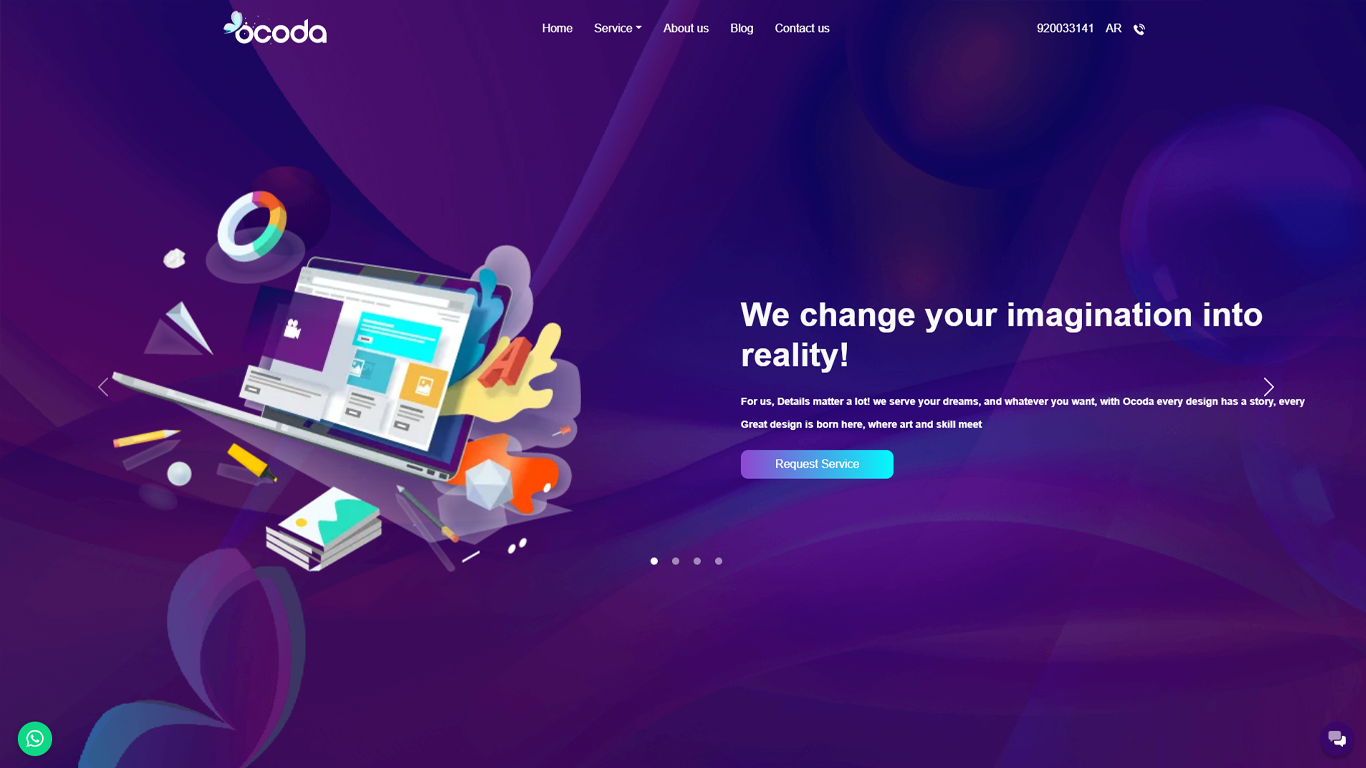 ocoda
Home Service About us Blog Contact us
920033141 AR
A
We change your imagination into
reality!
For us, Details matter a lot! we serve your dreams, and whatever you want, with Ocoda every design has a story, every
Great design is born here, where art and skill meet
Request Service